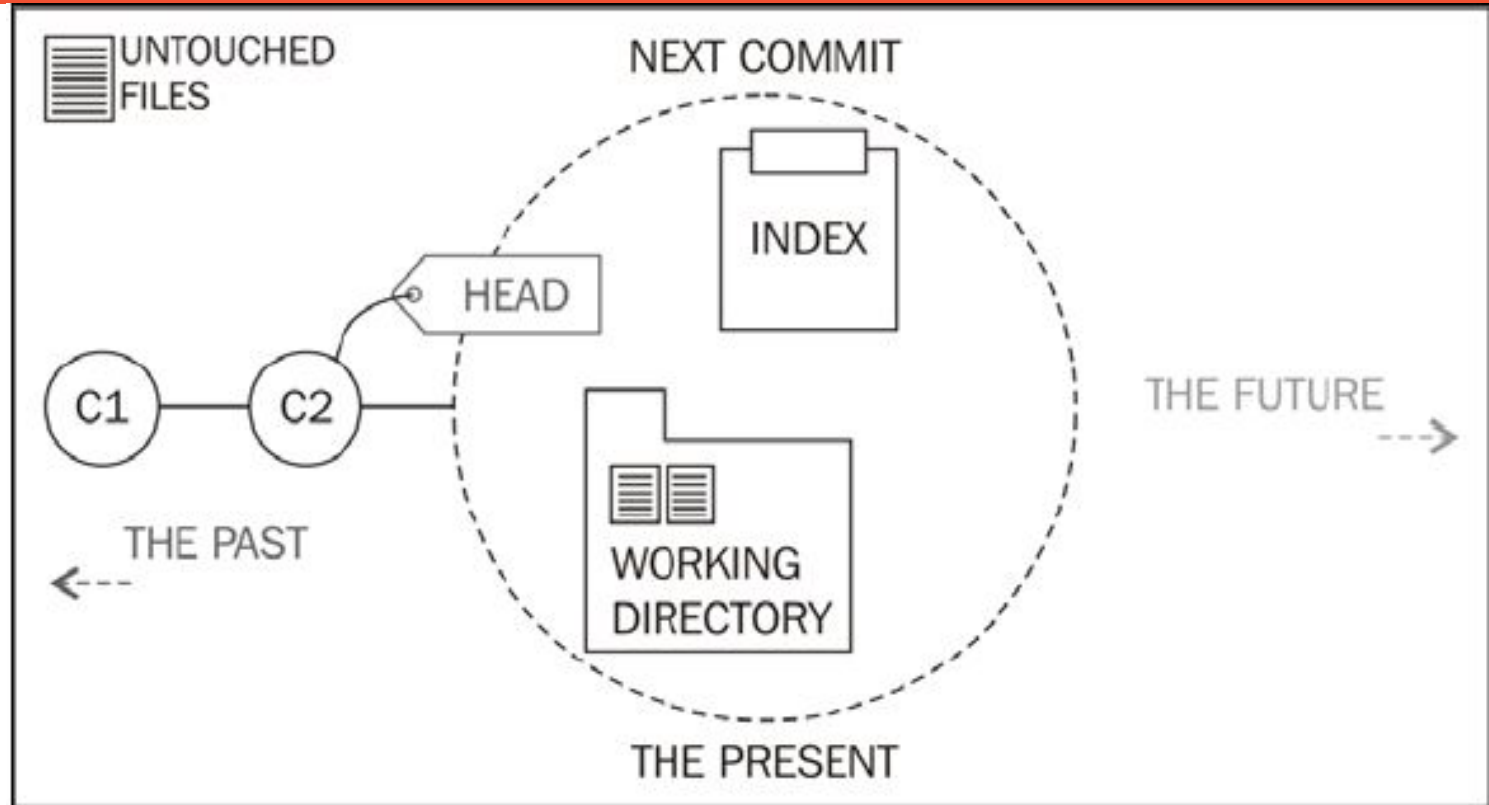 UNTOUCHED
FILES
NEXT COMMIT
INDEX
HEAD
C1
C2
THE FUTURE
THE PAST
WORKING
DIRECTORY
THE PRESENT